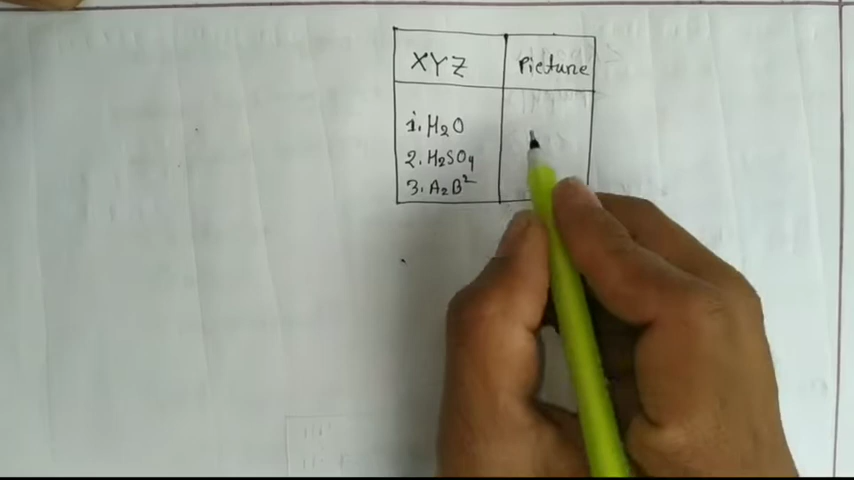 XYZ Picture
1. H₂O
2. H₂SO₄
3. A₂B²